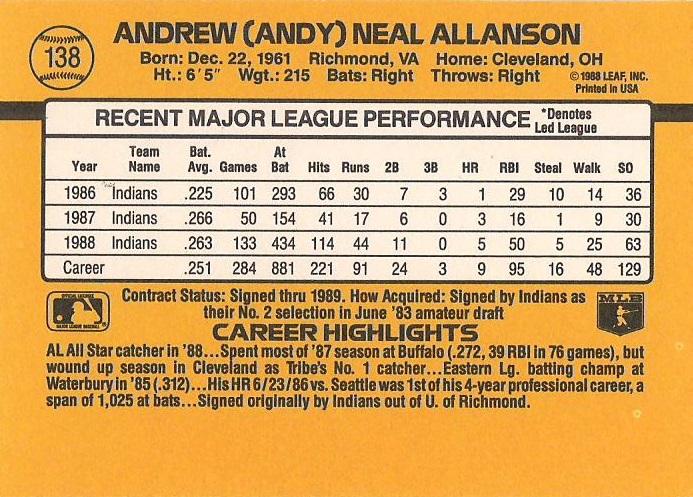 138
ANDREW (ANDY) NEAL ALLANSON
Born: Dec. 22, 1961 Richmond, VA Home: Cleveland, OH
Ht.: 6'5" Wgt.: 215 Bats: Right Throws: Right
© 1988 LEAF, INC.
Printed in USA
RECENT MAJOR LEAGUE PERFORMANCE
*Denotes
Led League
Year Team Name Bat. Avg. Games At Bat Hits Runs 2B 3B HR RBI Steal Walk SO
1986 Indians .225 101 293 66 30 7 3 1 29 10 14 36
1987 Indians .266 50 154 41 17 6 0 3 16 1 9 30
1988 Indians .263 133 434 114 44 11 0 5 50 5 25 63
Career .251 284 881 221 91 24 3 9 95 16 48 129
Contract Status: Signed thru 1989. How Acquired: Signed by Indians as
their No. 2 selection in June '83 amateur draft
MAJOR LEAGUE BASEBALL
MLB
CAREER HIGHLIGHTS
AL All Star catcher in '88...Spent most of '87 season at Buffalo (.272, 39 RBI in 76 games), but
wound up season in Cleveland as Tribe's No. 1 catcher...Eastern Lg. batting champ at
Waterbury in '85 (.312)...His HR 6/23/86 vs. Seattle was 1st of his 4-year professional career, a
span of 1,025 at bats...Signed originally by Indians out of U. of Richmond.